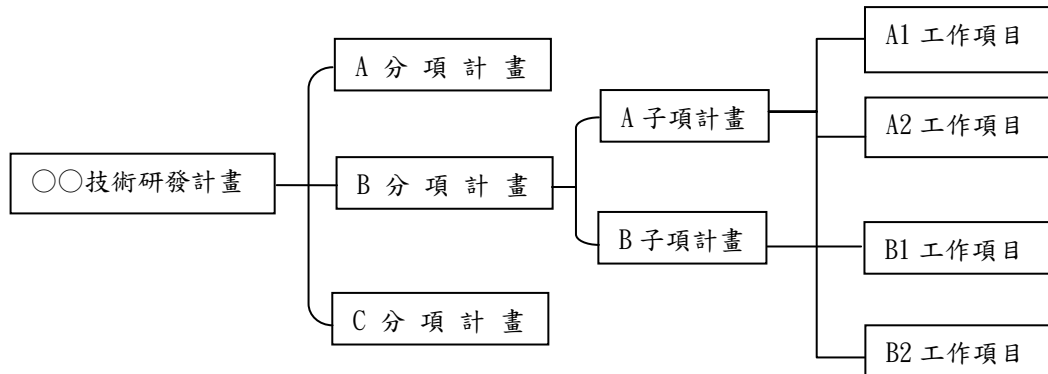 ○○技術研發計畫
A 分 項 計 畫
B 分 項 計 畫
C 分 項 計 畫
A 子項計畫
B 子項計畫
A1 工作項目
A2 工作項目
B1 工作項目
B2 工作項目